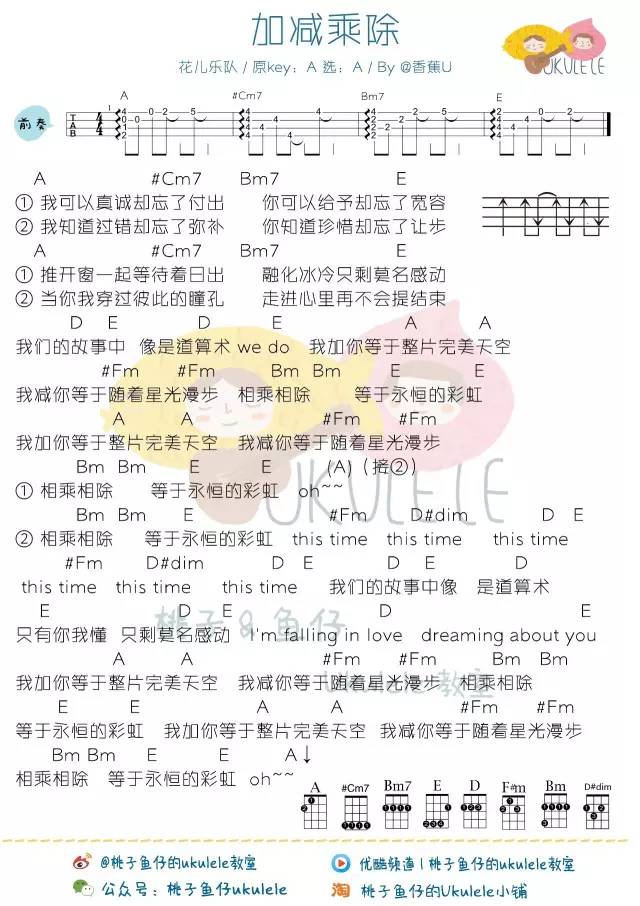 加减乘除
UKULELE
花儿乐队 / 原key：A 选：A / By @香蕉U
A #Cm7 Bm7 E
前奏
A #Cm7 Bm7 E
① 我可以真诚却忘了付出 你可以给予却忘了宽容
② 我知道过错却忘了弥补 你知道珍惜却忘了让步
A #Cm7 Bm7 E
① 推开窗一起等待着日出 融化冰冷只剩莫名感动
② 当你我穿过彼此的瞳孔 走进心里再不会提结束
D E D E A A
我们的故事中 像是道算术 we do 我加你等于整片完美天空
#Fm #Fm Bm Bm E E
我减你等于随着星光漫步 相乘相除 等于永恒的彩虹
A A #Fm #Fm
我加你等于整片完美天空 我减你等于随着星光漫步
Bm Bm E E (A) (接②)
① 相乘相除 等于永恒的彩虹 oh~~
UKULELE
Bm Bm E #Fm D#dim D E
② 相乘相除 等于永恒的彩虹 this time this time this time
#Fm D#dim D E D E
this time this time this time 我们的故事中像 是道算术
E D E D E
桃子&鱼仔
只有你我懂 只剩莫名感动 I'm falling in love dreaming about you
A A #Fm #Fm Bm Bm
我加你等于整片完美天空 我减你等于随着星光漫步 相乘相除
Ukulele教室
E E A A #Fm #Fm
等于永恒的彩虹 我加你等于整片完美天空 我减你等于随着星光漫步
Bm Bm E E A↓
相乘相除 等于永恒的彩虹 oh~~
A #Cm7 Bm7 E D F#m Bm D#dim
@桃子鱼仔的ukulele教室 优酷频道 | 桃子鱼仔的ukulele教室
公众号：桃子鱼仔ukulele 淘 桃子鱼仔的Ukulele小铺